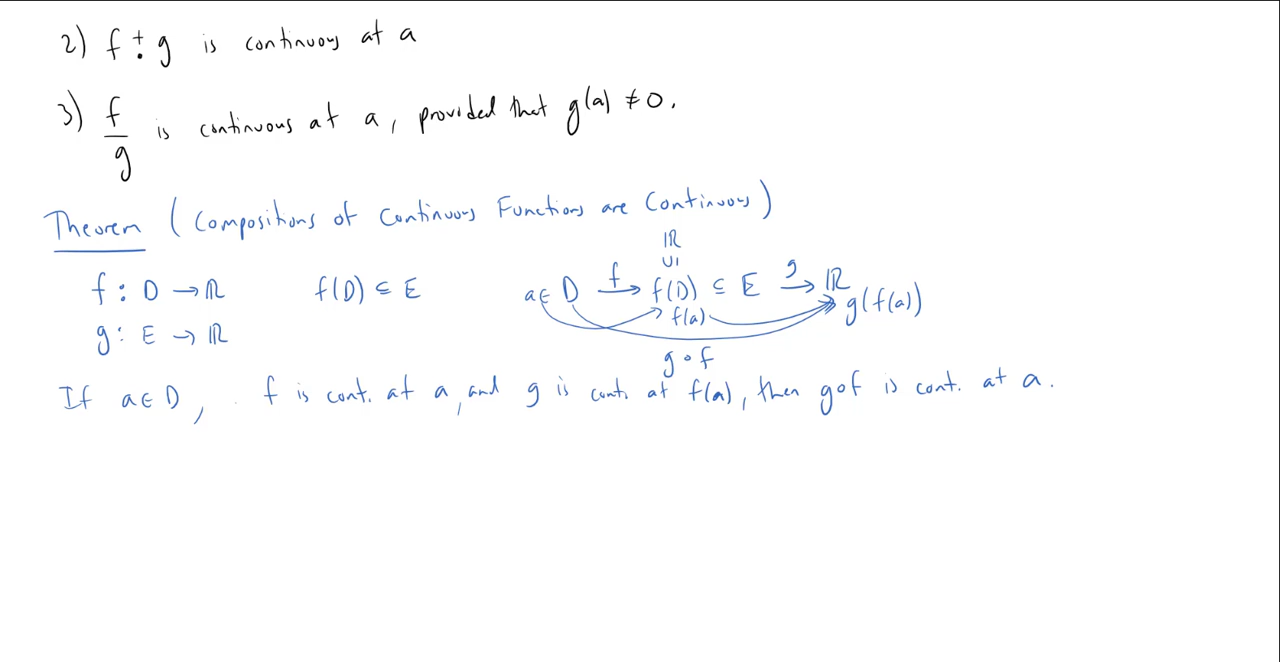 2) f ± · g is continuous at a
3) f/g is continuous at a, provided that g(a) ≠ 0.
Theorem (Compositions of Continuous Functions are Continuous)
f : D → ℝ f(D) ⊆ E
g : E → ℝ
ℝ
∪|
a ∈ D →f f(D) ⊆ E →g ℝ
f(a) g(f(a))
g ∘ f
If a ∈ D, f is cont. at a, and g is cont. at f(a), then g∘f is cont. at a.